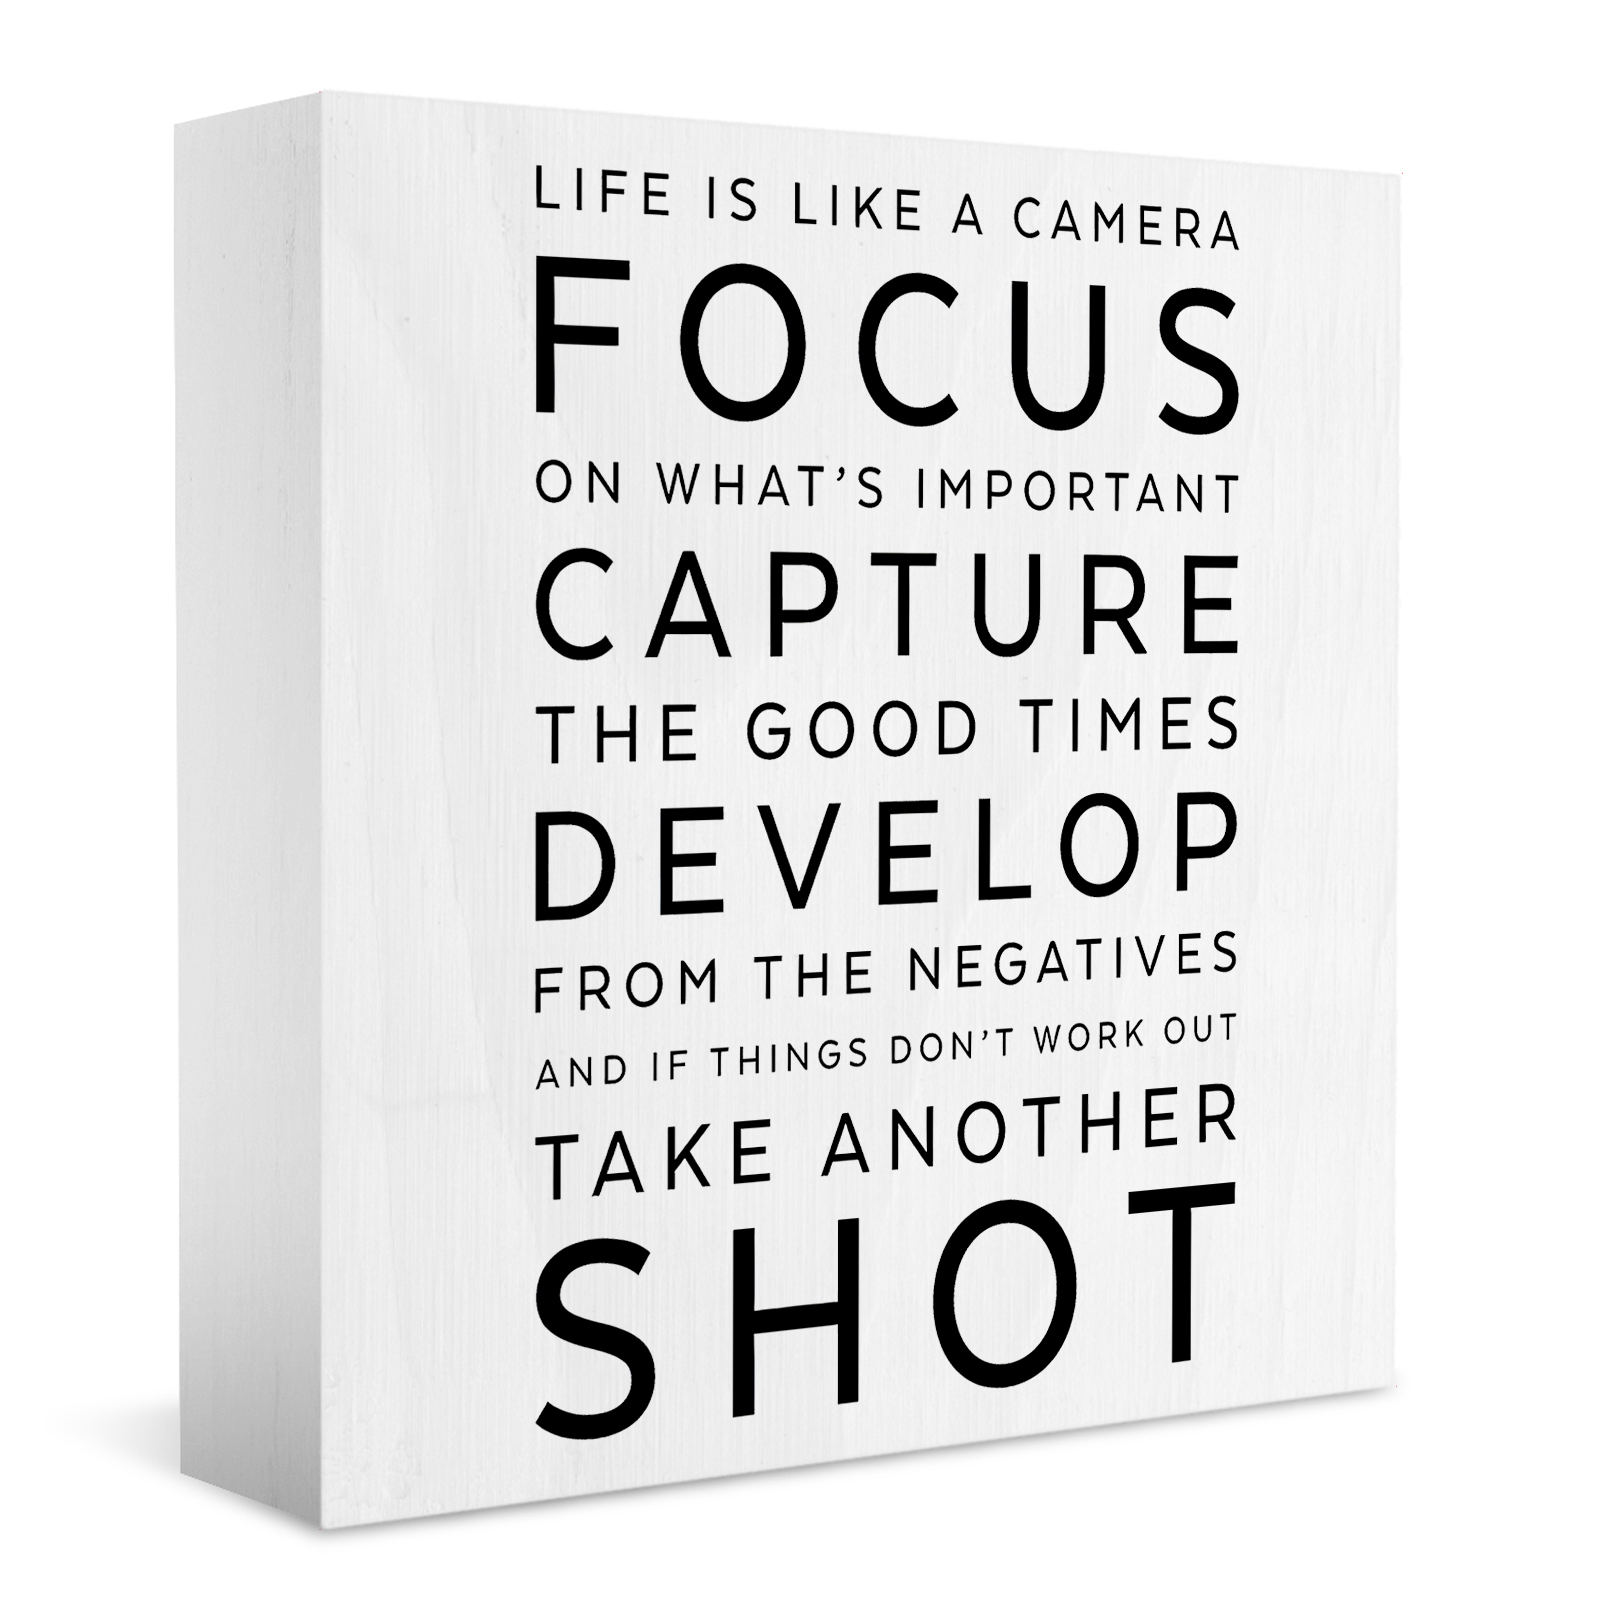 LIFE IS LIKE A CAMERA
FOCUS
ON WHAT'S IMPORTANT
CAPTURE
THE GOOD TIMES
DEVELOP
FROM THE NEGATIVES
AND IF THINGS DON'T WORK OUT
TAKE ANOTHER
SHOT